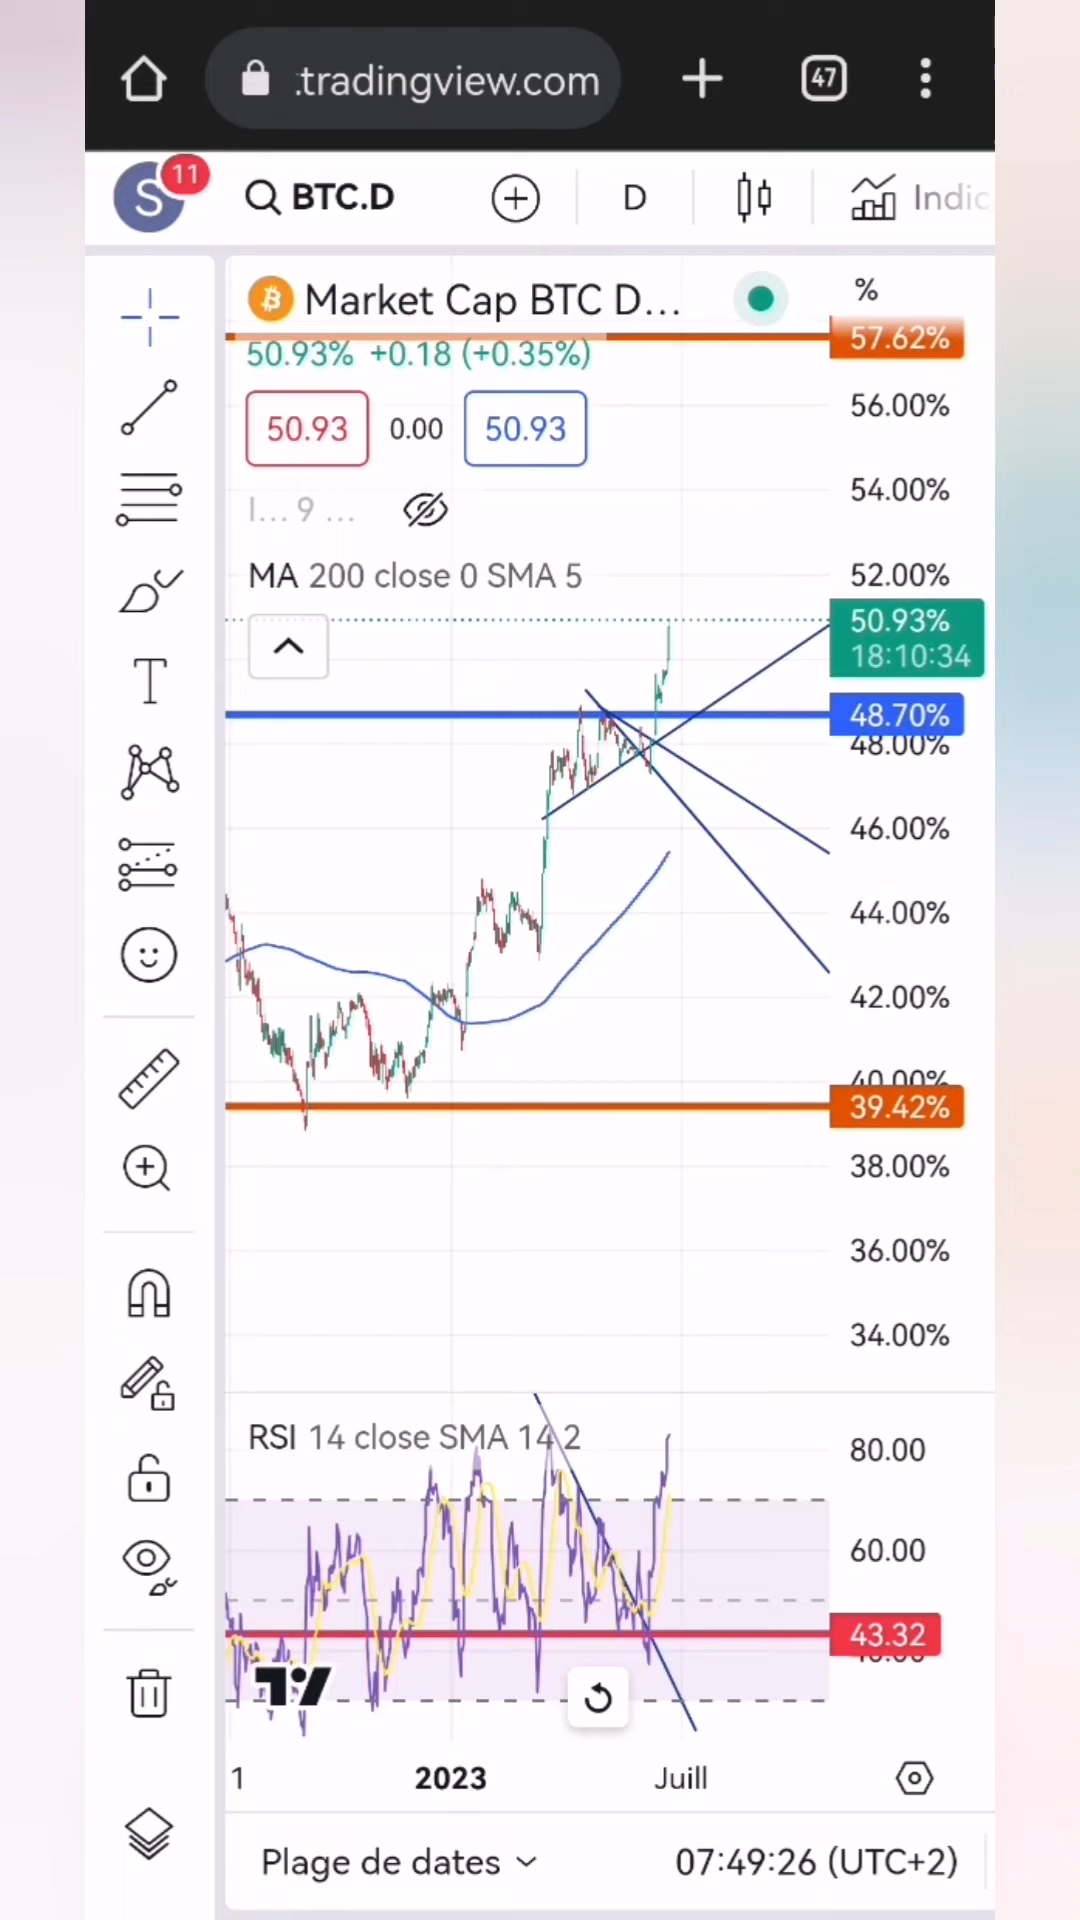 :.tradingview.com
47
S
11
BTC.D
D
Indic
Market Cap BTC D...
%
57.62%
50.93% +0.18 (+0.35%)
56.00%
50.93
0.00
50.93
54.00%
I... 9 ...
MA 200 close 0 SMA 5
52.00%
50.93%
18:10:34
48.70%
48.00%
46.00%
44.00%
42.00%
40.00%
39.42%
38.00%
36.00%
34.00%
RSI 14 close SMA 14 2
80.00
60.00
43.32
1
2023
Juill
Plage de dates
07:49:26 (UTC+2)